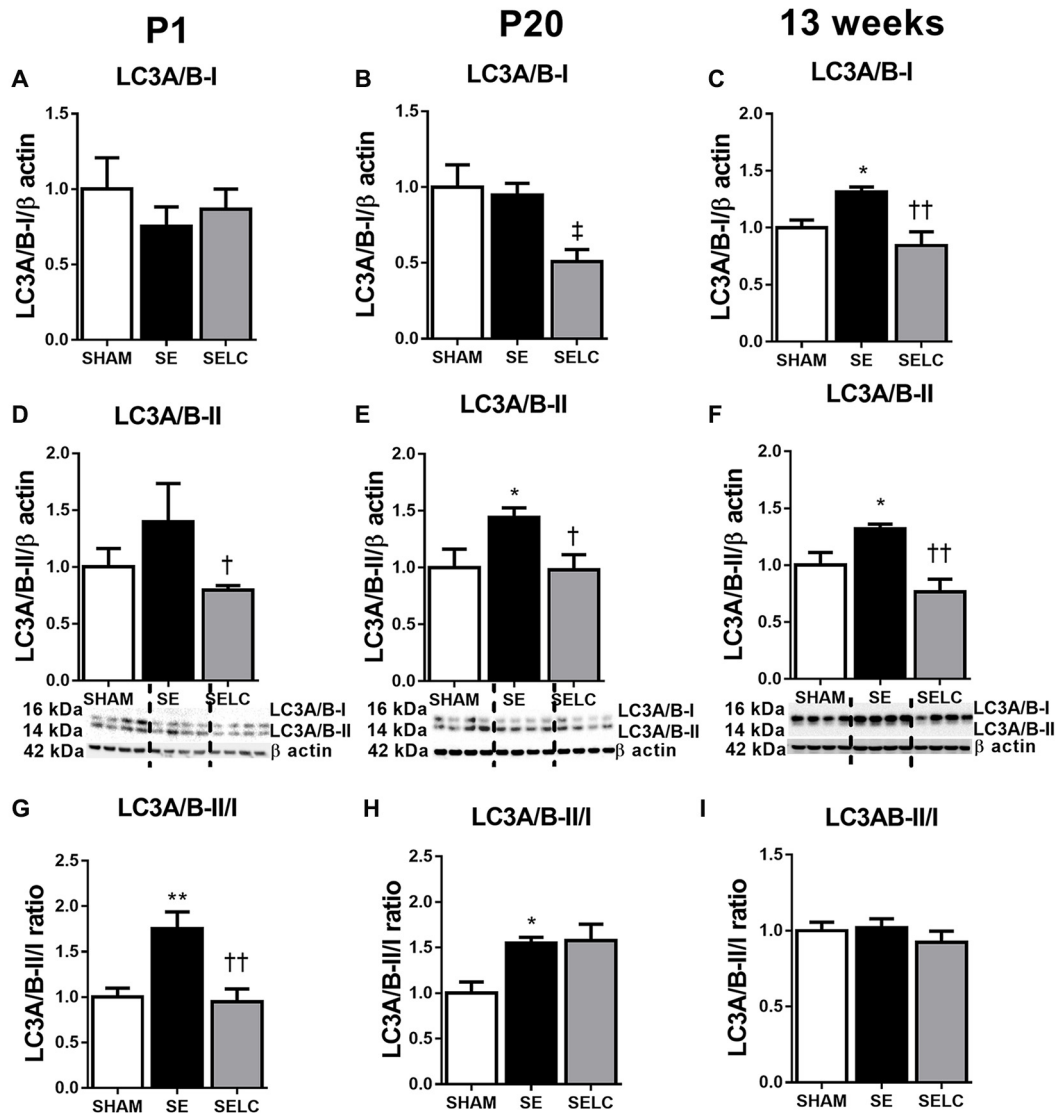 P1 P20 13 weeks
A LC3A/B-I
LC3A/B-I/β actin
1.5
1.0
0.5
0.0
SHAM SE SELC
B LC3A/B-I
LC3A/B-I/β actin
1.5
1.0
0.5
0.0
‡
SHAM SE SELC
C LC3A/B-I
LC3A/B-I/β actin
2.0
1.5
1.0
0.5
0.0
*
††
SHAM SE SELC
D LC3A/B-II
LC3A/B-II/β actin
2.0
1.5
1.0
0.5
0.0
†
SHAM SE SELC
16 kDa LC3A/B-I
14 kDa LC3A/B-II
42 kDa β actin
E LC3A/B-II
LC3A/B-II/β actin
2.0
1.5
1.0
0.5
0.0
*
†
SHAM SE SELC
16 kDa LC3A/B-I
14 kDa LC3A/B-II
42 kDa β actin
F LC3A/B-II
LC3A/B-II/β actin
2.0
1.5
1.0
0.5
0.0
*
††
SHAM SE SELC
16 kDa LC3A/B-I
14 kDa LC3A/B-II
42 kDa β actin
G LC3A/B-II/I
LC3A/B-II/I ratio
2.5
2.0
1.5
1.0
0.5
0.0
**
††
SHAM SE SELC
H LC3A/B-II/I
LC3A/B-II/I ratio
2.5
2.0
1.5
1.0
0.5
0.0
*
SHAM SE SELC
I LC3AB-II/I
LC3A/B-II/I ratio
1.5
1.0
0.5
0.0
SHAM SE SELC